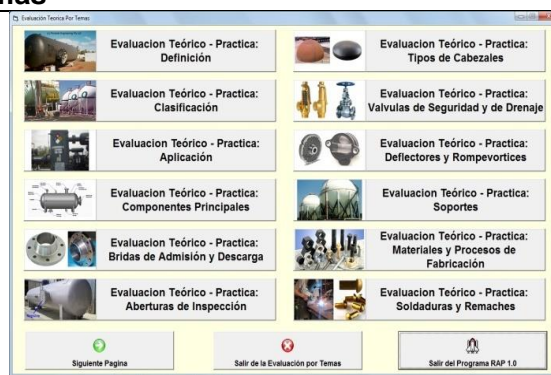 mas
Evaluación Teorica Por Temas
Evaluacion Teórico - Practica:
Definición
Evaluacion Teórico - Practica:
Clasificación
Evaluacion Teórico - Practica:
Aplicación
Evaluacion Teórico - Practica:
Componentes Principales
Evaluacion Teórico - Practica:
Bridas de Admisión y Descarga
Evaluacion Teórico - Practica:
Aberturas de Inspección
Evaluacion Teórico - Practica:
Tipos de Cabezales
Evaluacion Teórico - Practica:
Valvulas de Seguridad y de Drenaje
Evaluacion Teórico - Practica:
Deflectores y Rompevortices
Evaluacion Teórico - Practica:
Soportes
Evaluacion Teórico - Practica:
Materiales y Procesos de
Fabricación
Evaluacion Teórico - Practica:
Soldaduras y Remaches
Siguiente Pagina
Salir de la Evaluación por Temas
Salir del Programa RAP 1.0